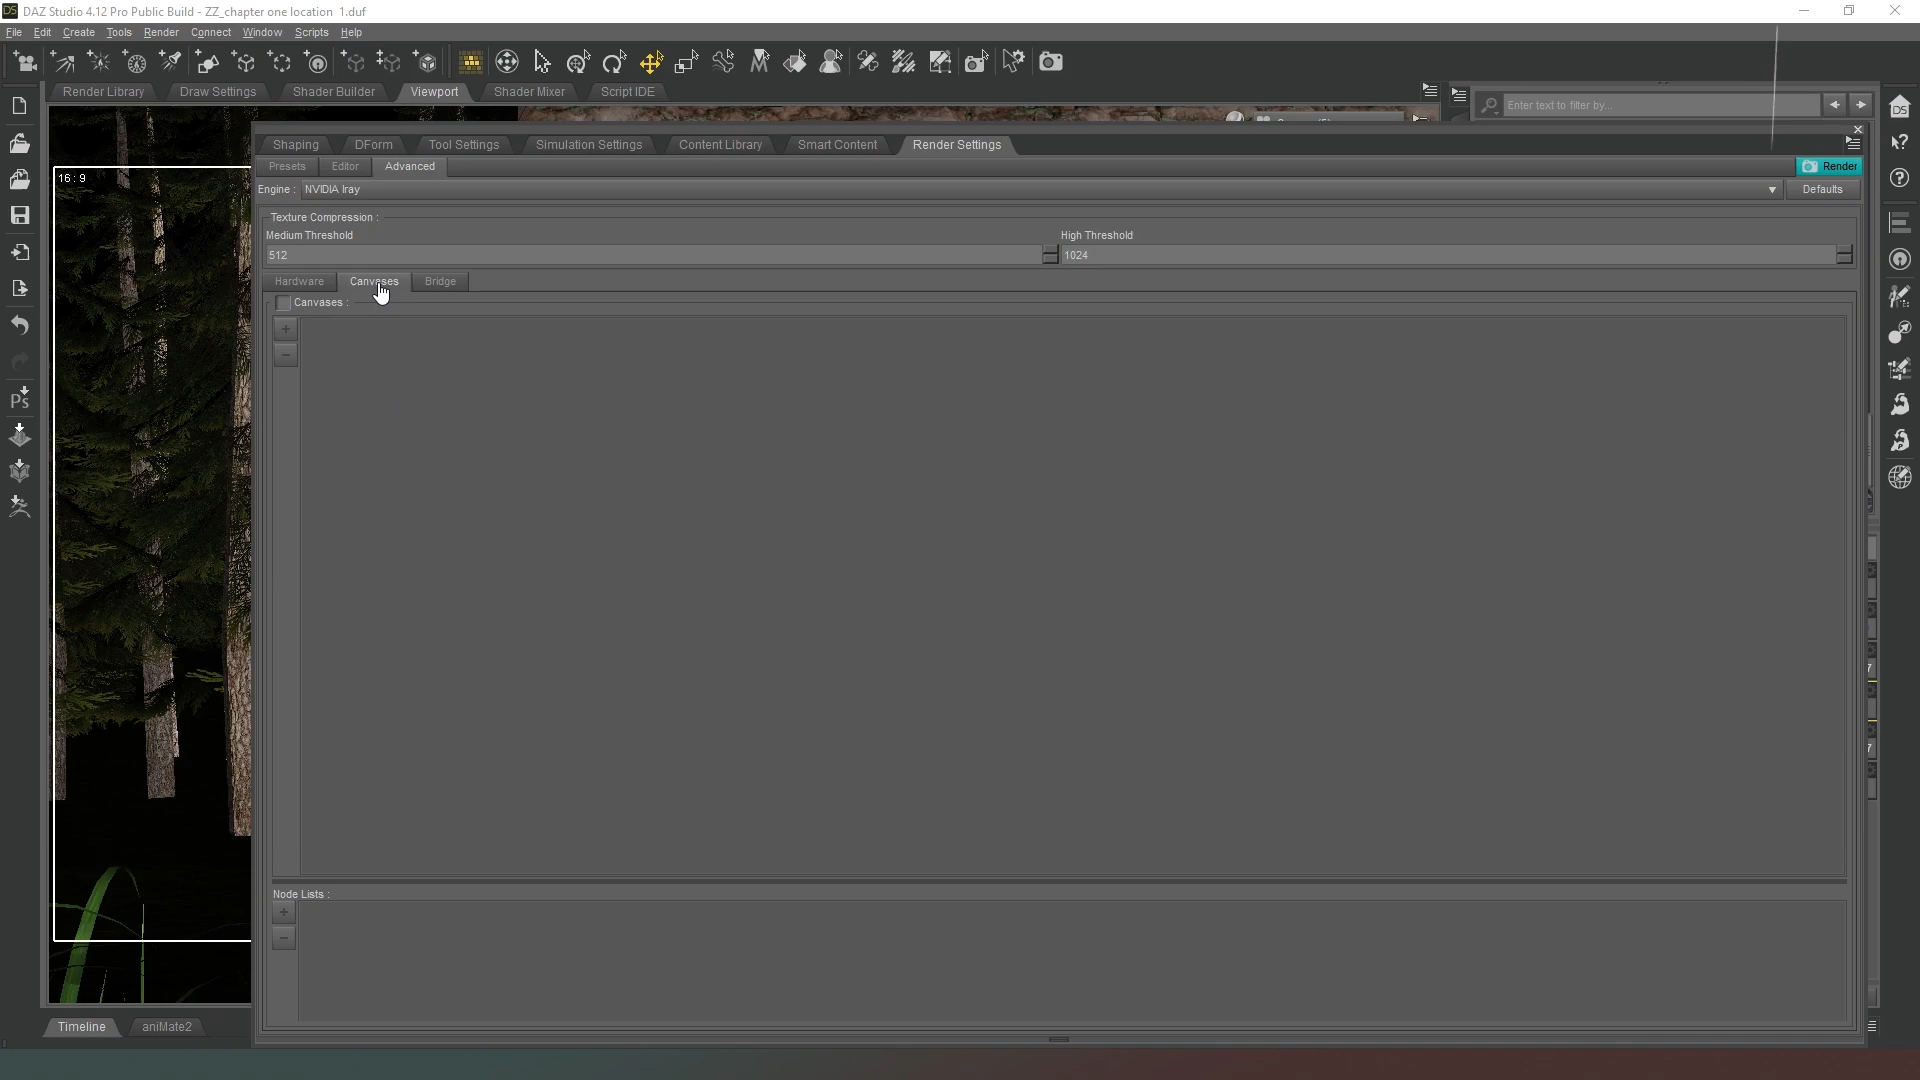 DS DAZ Studio 4.12 Pro Public Build - ZZ_chapter one location 1.duf
File Edit Create Tools Render Connect Window Scripts Help
Render Library Draw Settings Shader Builder Viewport Shader Mixer Script IDE
Enter text to filter by...
DS
Shaping DForm Tool Settings Simulation Settings Content Library Smart Content Render Settings
Presets Editor Advanced Render
16 : 9
Engine : NVIDIA Iray Defaults
Texture Compression :
Medium Threshold High Threshold
512 1024
Hardware Canvases Bridge
Canvases :
Ps
Node Lists :
Timeline aniMate2